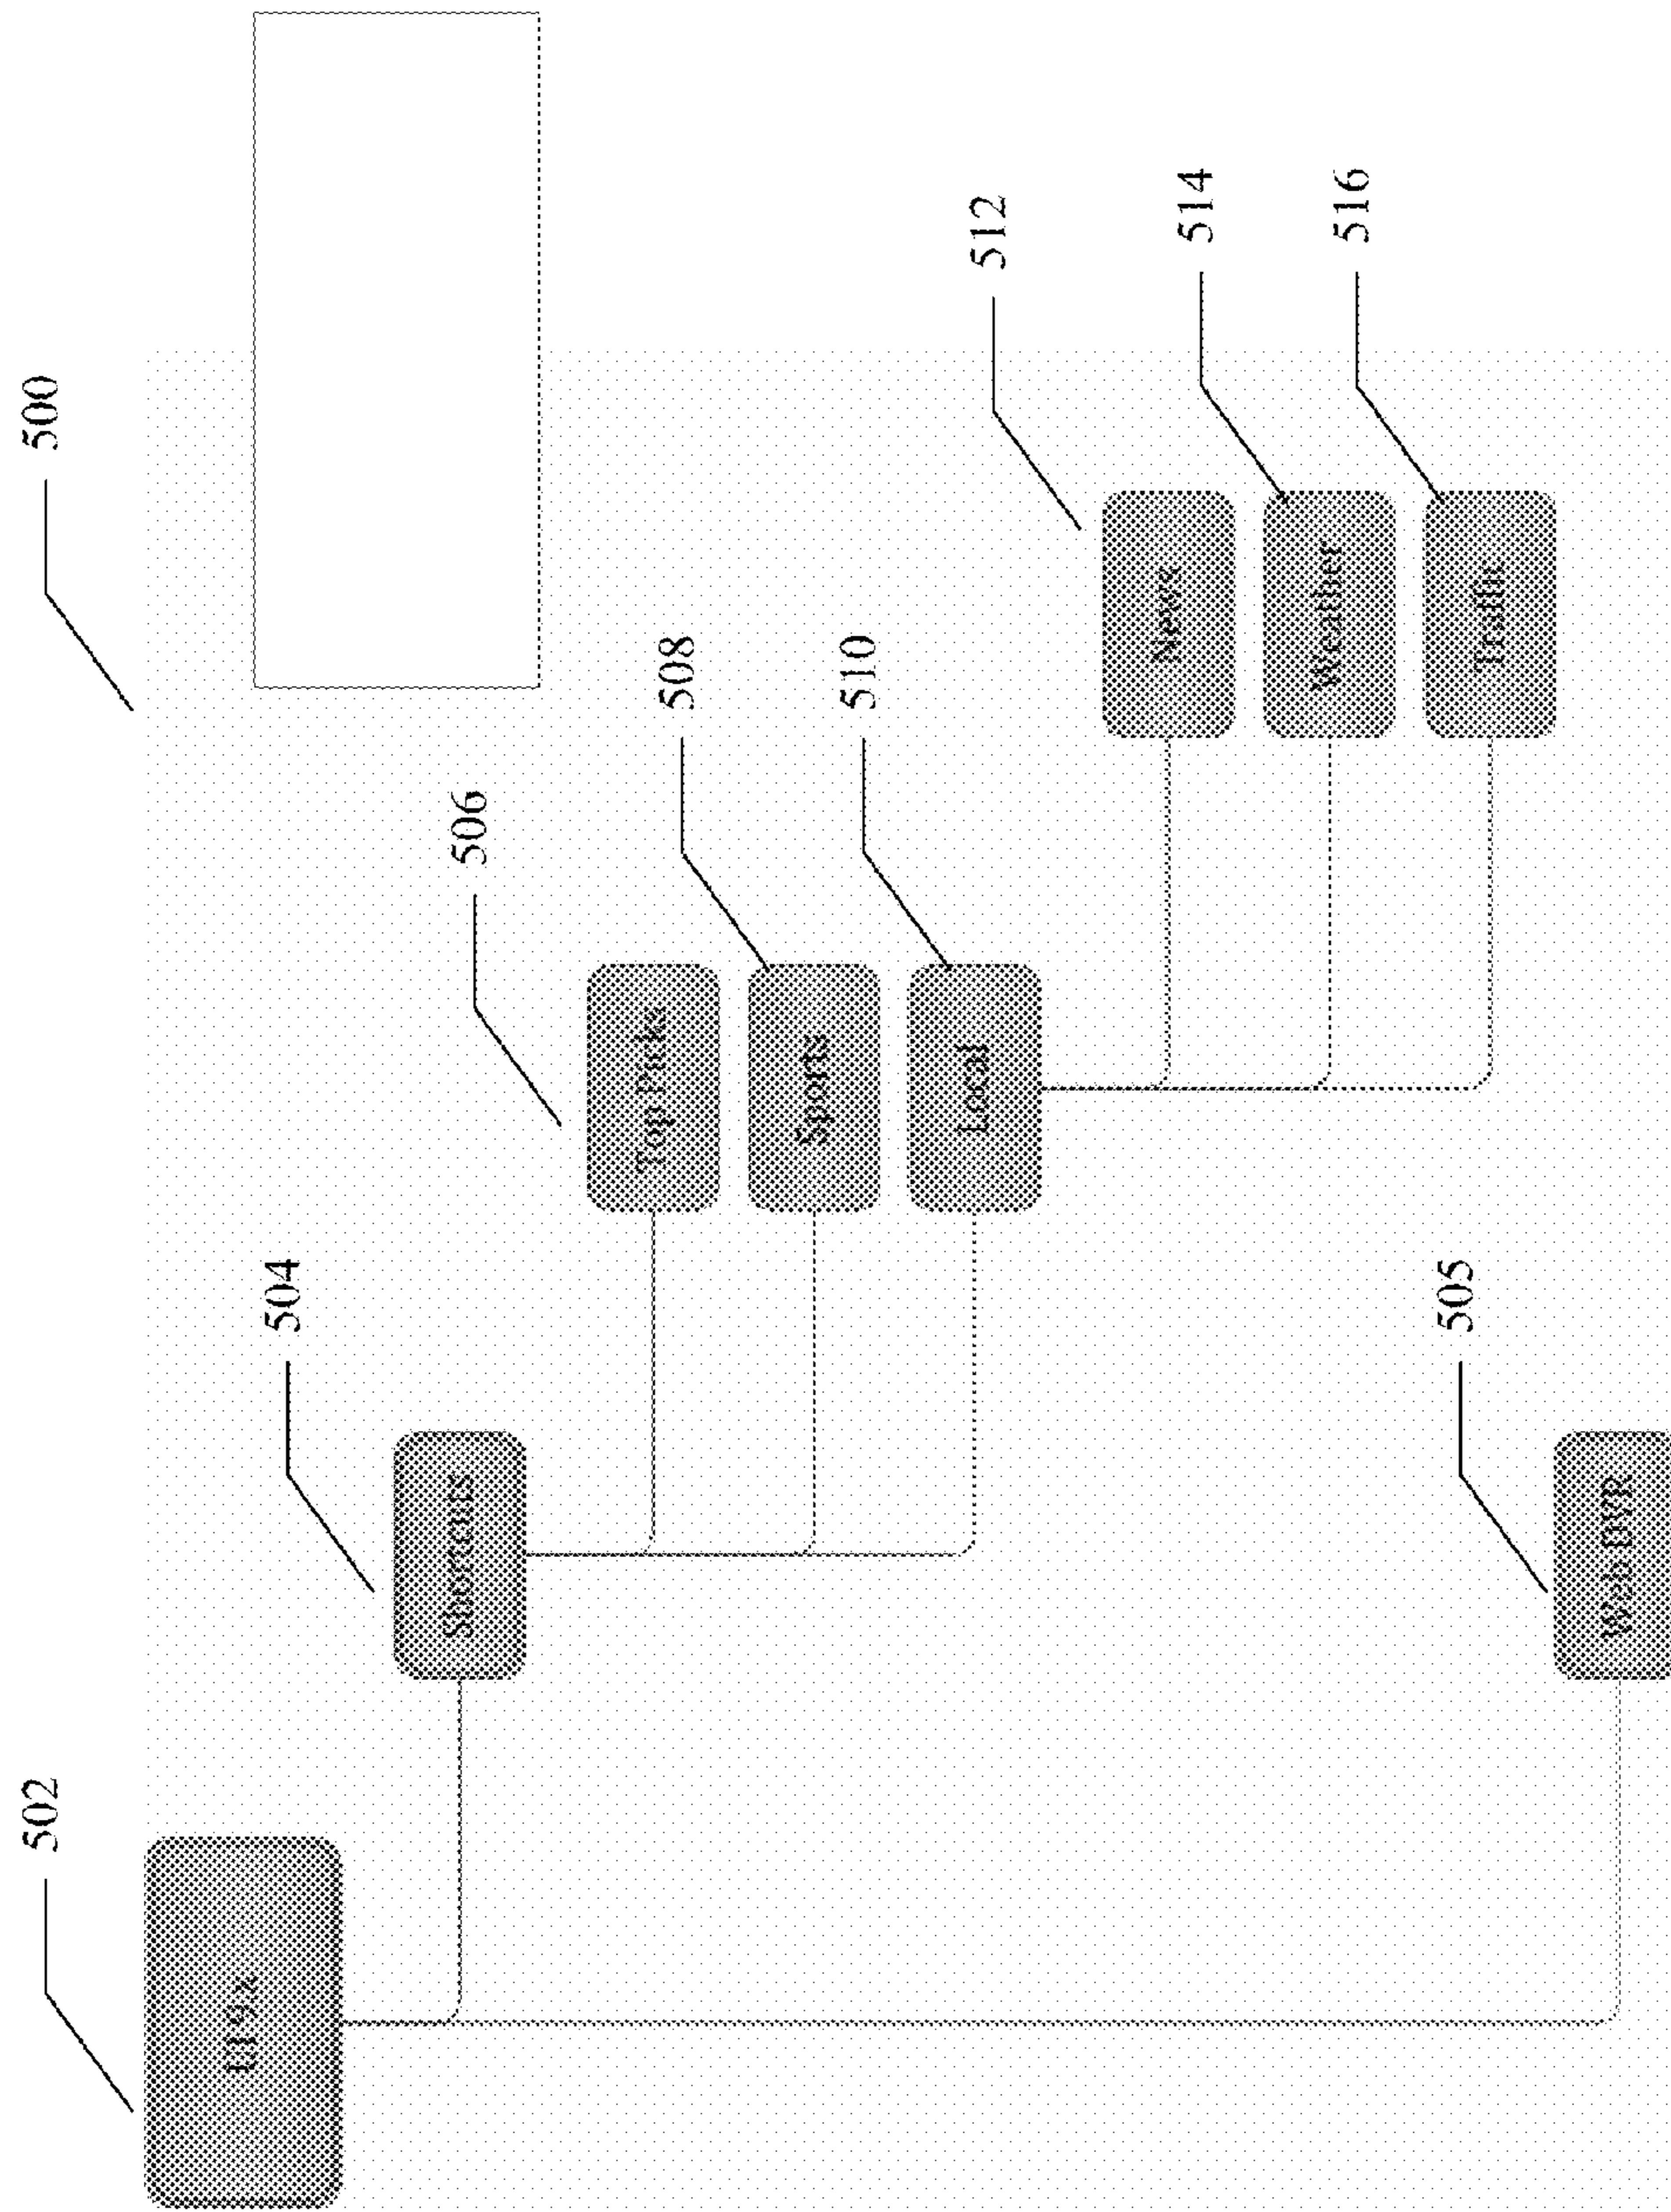 500
502
504
Shortcuts
506
Top Picks
508
Sports
510
Local
512
News
514
Weather
516
Traffic
505
Web DVR